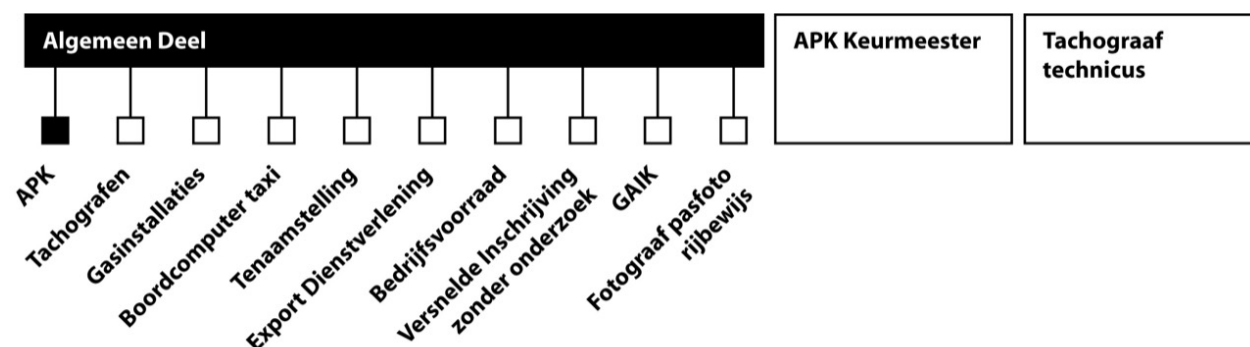 Algemeen Deel
APK Keurmeester
Tachograaf
technicus
APK
Tachografen
Gasinstallaties
Boordcomputer taxi
Tenaamstelling
Export Dienstverlening
Bedrijfsvoorraad
Versnelde Inschrijving
zonder onderzoek
GAIK
Fotograaf pasfoto
rijbewijs